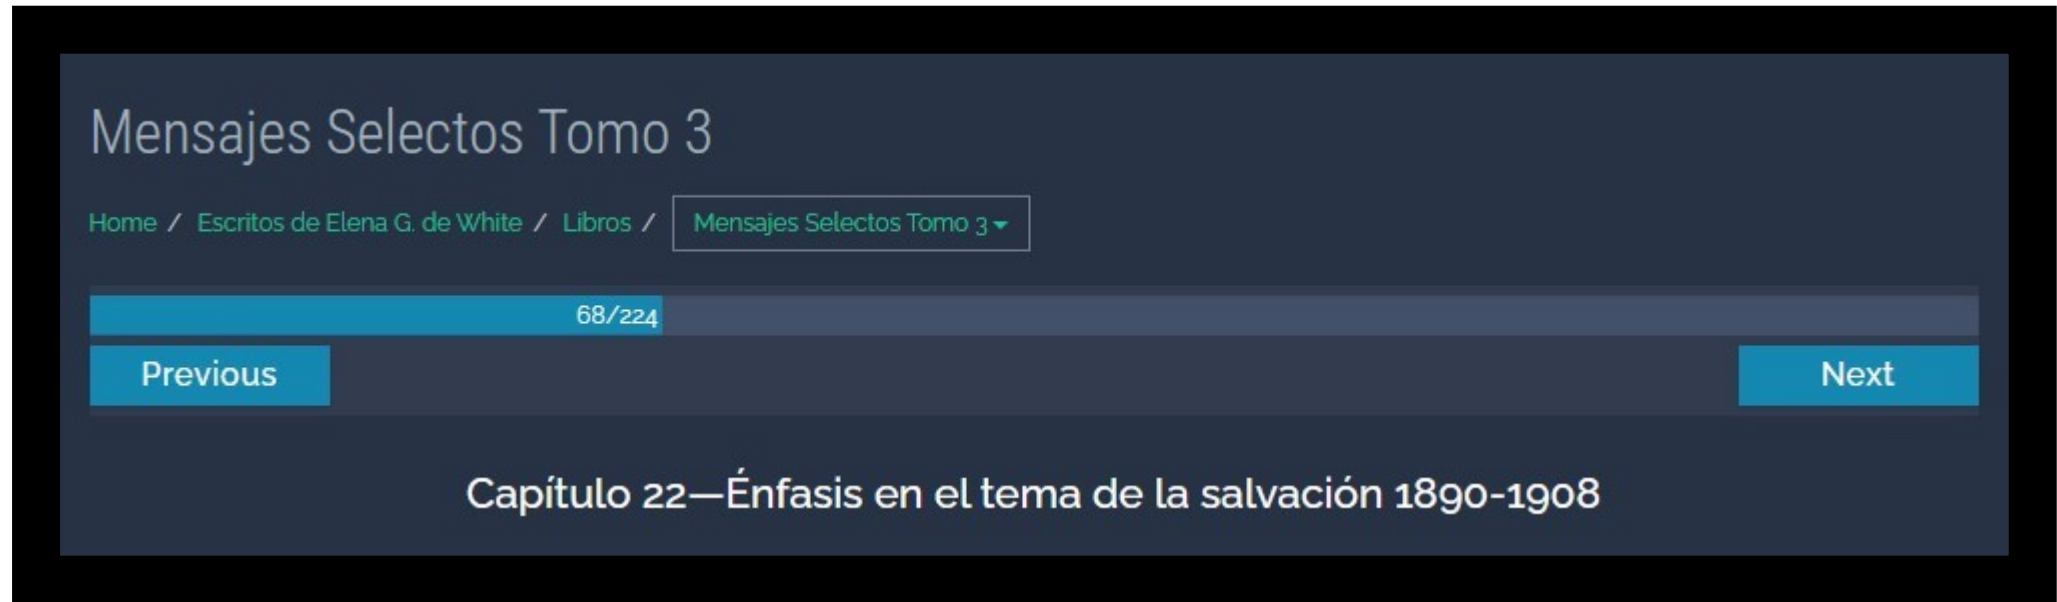 Mensajes Selectos Tomo 3
Home / Escritos de Elena G. de White / Libros / Mensajes Selectos Tomo 3
68/224
Previous Next
Capítulo 22—Énfasis en el tema de la salvación 1890-1908